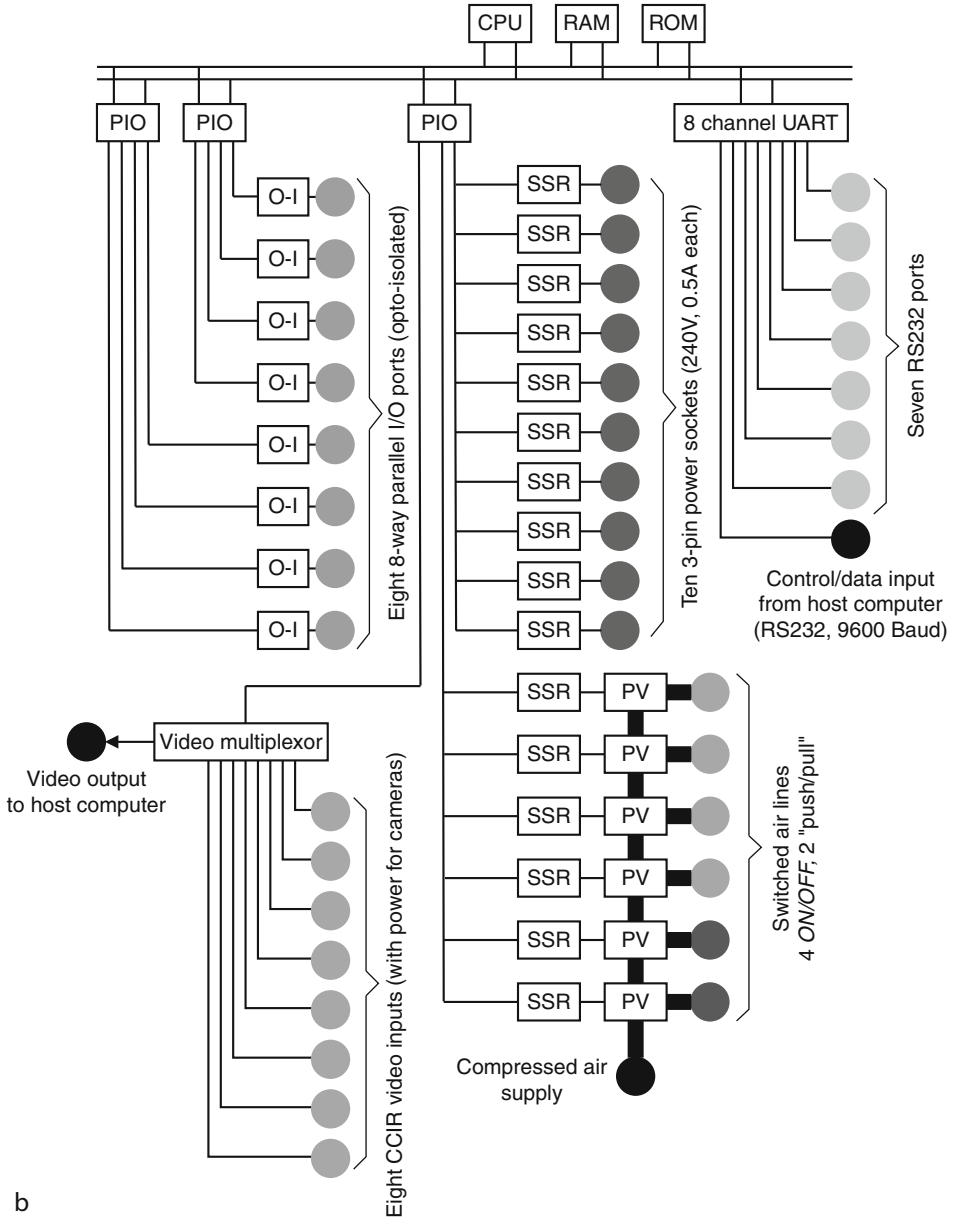 CPU
RAM
ROM
PIO
PIO
PIO
8 channel UART
O-I
O-I
O-I
O-I
O-I
O-I
O-I
O-I
Eight 8-way parallel I/O ports (opto-isolated)
SSR
SSR
SSR
SSR
SSR
SSR
SSR
SSR
SSR
SSR
Ten 3-pin power sockets (240V, 0.5A each)
Seven RS232 ports
Control/data input
from host computer
(RS232, 9600 Baud)
Video multiplexor
Video output
to host computer
Eight CCIR video inputs (with power for cameras)
SSR
PV
SSR
PV
SSR
PV
SSR
PV
SSR
PV
SSR
PV
Switched air lines
4 ON/OFF, 2 "push/pull"
Compressed air
supply
b